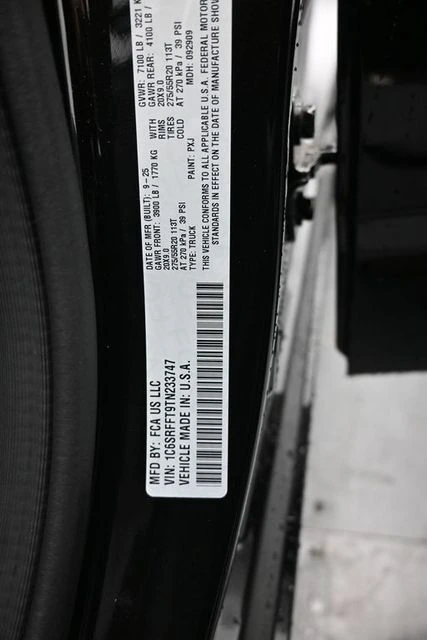 MFD BY: FCA US LLC
VIN: 1C6SRFFT9TN233747
VEHICLE MADE IN: U.S.A.
DATE OF MFR (BUILT): 9-25 GVWR: 7100 LB / 3221
GAWR FRONT: 3900 LB / 1770 KG WITH GAWR REAR: 4100 LB /
20X9.0 RIMS 20X9.0
275/55R20 113T TIRES 275/55R20 113T
AT 270 kPa / 39 PSI COLD AT 270 kPa / 39 PSI
TYPE: TRUCK PAINT: PXJ MDH: 092909
THIS VEHICLE CONFORMS TO ALL APPLICABLE U.S.A. FEDERAL MOTOR
STANDARDS IN EFFECT ON THE DATE OF MANUFACTURE SHOW